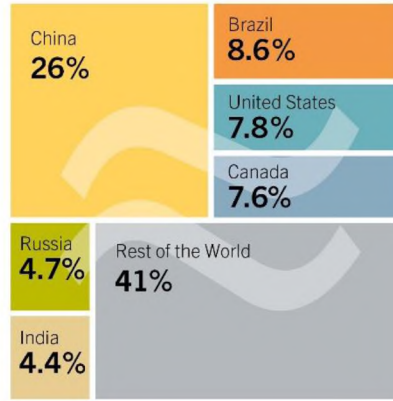 China
26%
Brazil
8.6%
United States
7.8%
Canada
7.6%
Russia
4.7%
Rest of the World
41%
India
4.4%